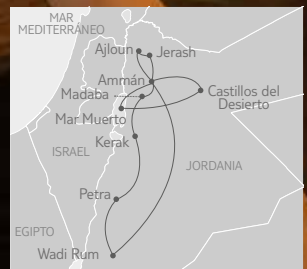 MAR
MEDITERRÁNEO
Ajloun
Jerash
Ammán
Madaba
Castillos del
Desierto
Mar Muerto
Kerak
ISRAEL
JORDANIA
Petra
EGIPTO
Wadi Rum